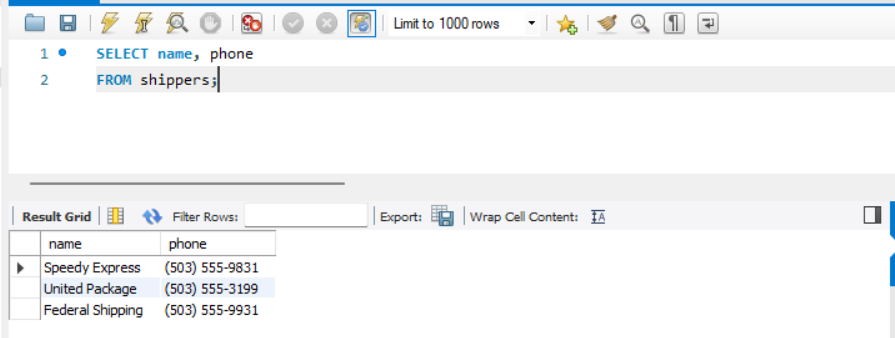 Limit to 1000 rows
1 SELECT name, phone
2 FROM shippers;
Result Grid Filter Rows: Export: Wrap Cell Content:
name phone
Speedy Express (503) 555-9831
United Package (503) 555-3199
Federal Shipping (503) 555-9931